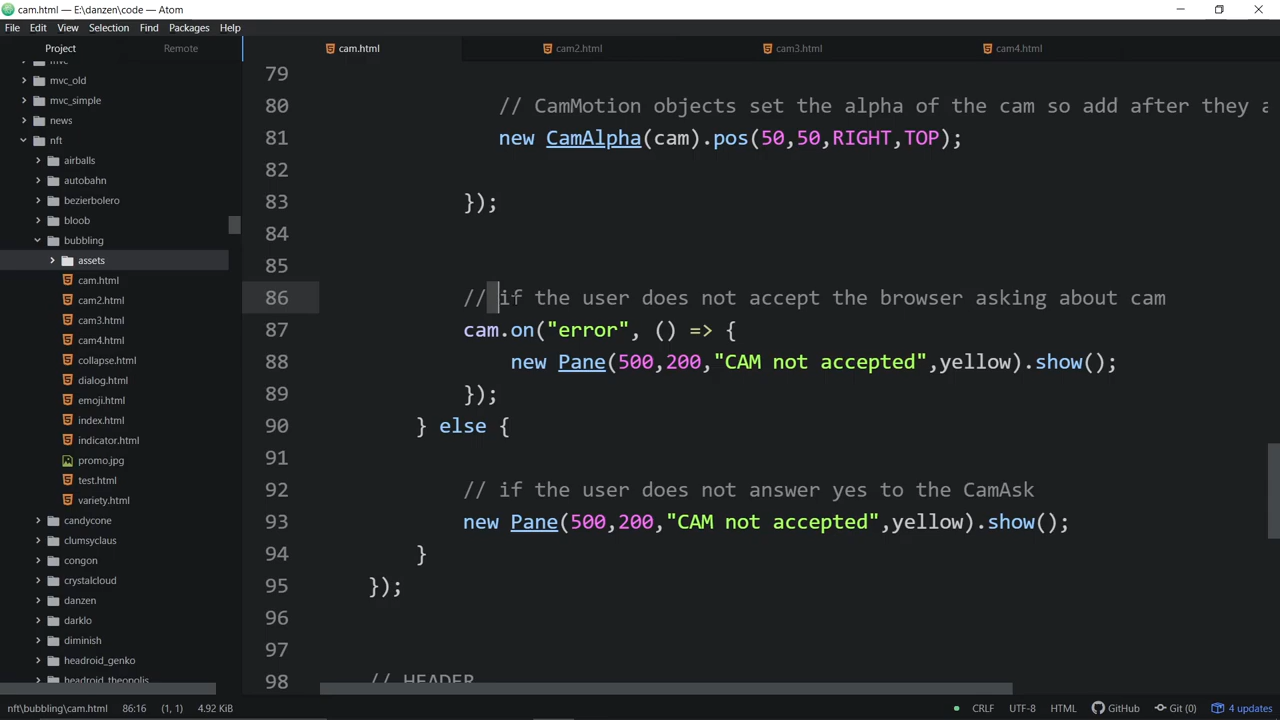 cam.html — E:\danzen\code — Atom
File Edit View Selection Find Packages Help
Project Remote
cam.html cam2.html cam3.html cam4.html
mvc
mvc_old
mvc_simple
news
nft
airballs
autobahn
bezierbolero
bloob
bubbling
assets
cam.html
cam2.html
cam3.html
cam4.html
collapse.html
dialog.html
emoji.html
index.html
indicator.html
promo.jpg
test.html
variety.html
candycone
clumsyclaus
congon
crystalcloud
danzen
darklo
diminish
headroid_genko
headroid_theopolis
79
80 // CamMotion objects set the alpha of the cam so add after they a
81 new CamAlpha(cam).pos(50,50,RIGHT,TOP);
82
83 });
84
85
86 // if the user does not accept the browser asking about cam
87 cam.on("error", () => {
88 new Pane(500,200,"CAM not accepted",yellow).show();
89 });
90 } else {
91
92 // if the user does not answer yes to the CamAsk
93 new Pane(500,200,"CAM not accepted",yellow).show();
94 }
95 });
96
97
98 // HEADER
nft\bubbling\cam.html 86:16 (1, 1) 4.92 KiB CRLF UTF-8 HTML GitHub Git (0) 4 updates